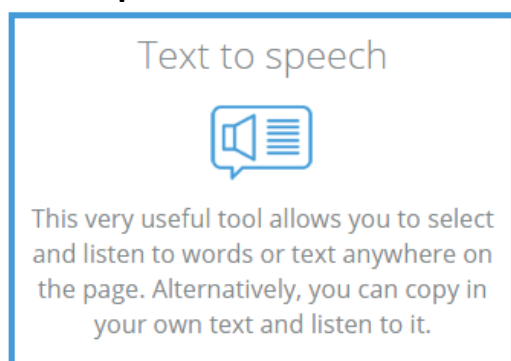 Text to speech
This very useful tool allows you to select
and listen to words or text anywhere on
the page. Alternatively, you can copy in
your own text and listen to it.